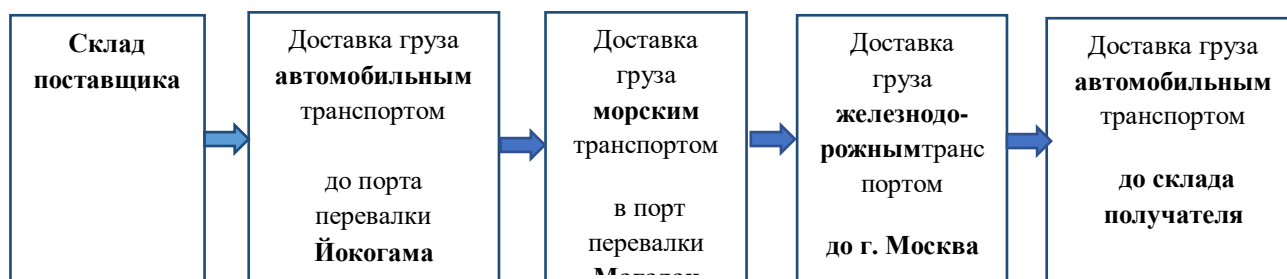 Склад
поставщика
Доставка груза
автомобильным
транспортом
до порта
перевалки
Йокогама
Доставка
груза
морским
транспортом
в порт
перевалки
Доставка
груза
железнодо-
рожнымтранс
портом
до г. Москва
Доставка груза
автомобильным
транспортом
до склада
получателя